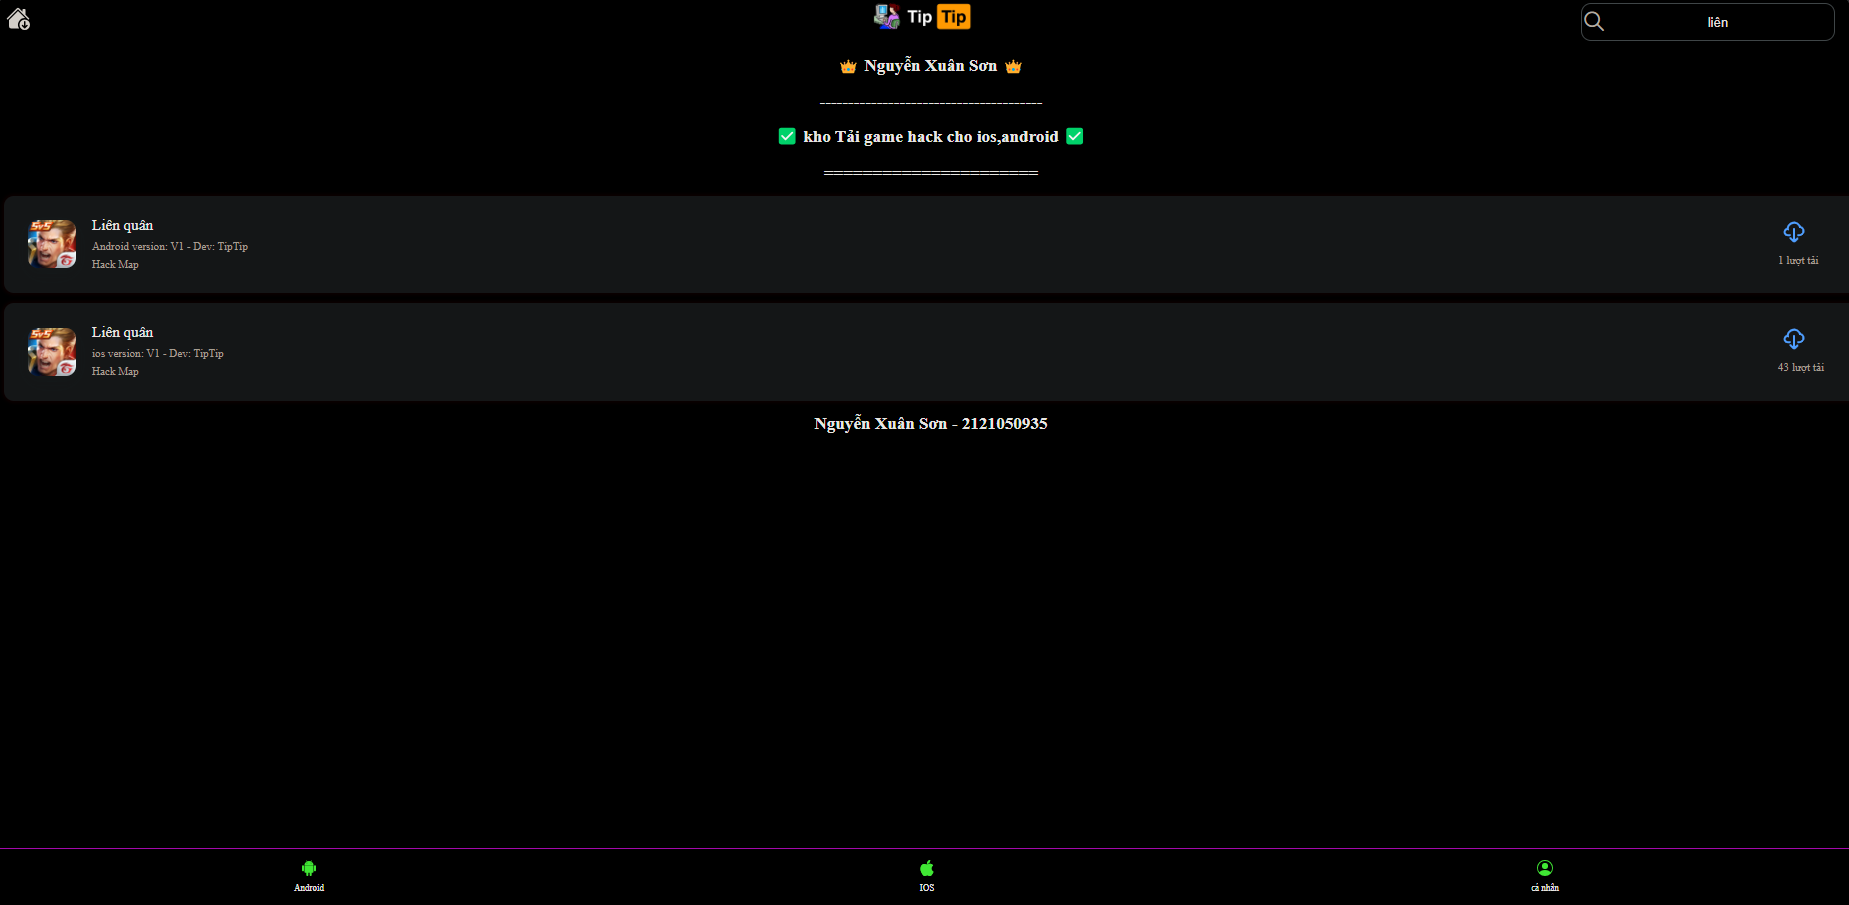 Tip Tip
liên
Nguyễn Xuân Sơn
---------------------------------------
kho Tải game hack cho ios,android
======================
5v5
Liên quân
Android version: V1 - Dev: TipTip
Hack Map
1 lượt tải
5v5
Liên quân
ios version: V1 - Dev: TipTip
Hack Map
43 lượt tải
Nguyễn Xuân Sơn - 2121050935
Android
IOS
cá nhân